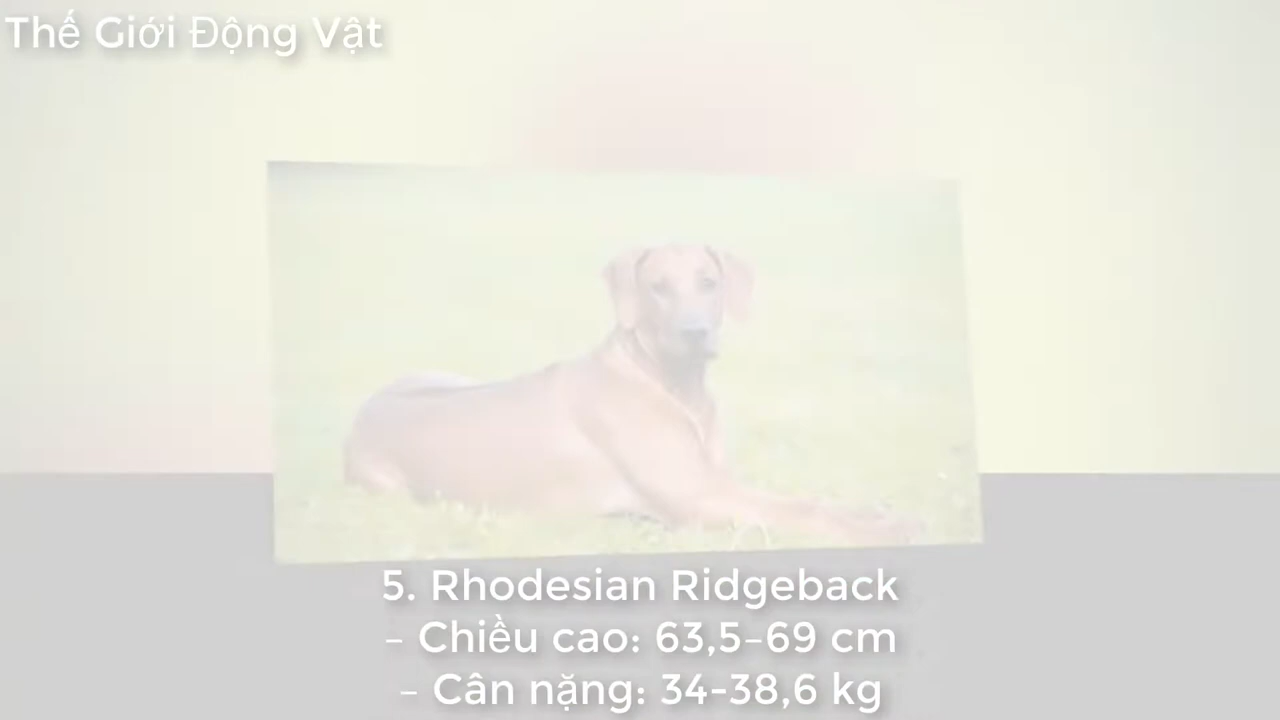 Thế Giới Động Vật
5. Rhodesian Ridgeback
- Chiều cao: 63,5-69 cm
- Cân nặng: 34-38,6 kg